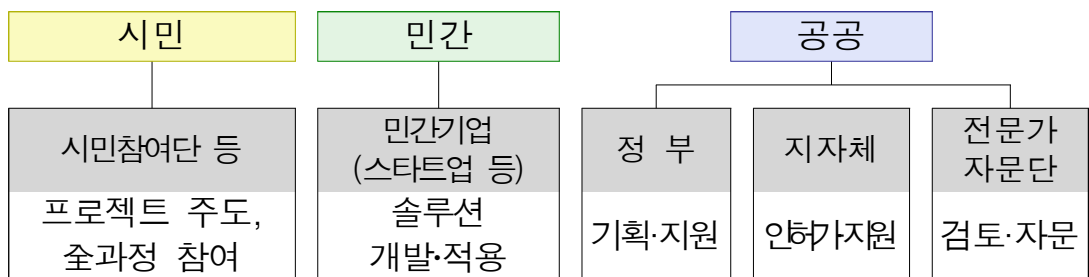 시민
민간
공공
시민참여단 등
프로젝트 주도,
全과정 참여
민간기업
(스타트업 등)
솔루션
개발·적용
정 부
기획·지원
지자체
인허가지원
전문가
자문단
검토·자문